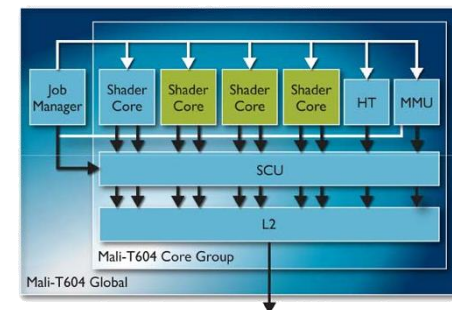 Job
Manager
Shader
Core
Shader
Core
Shader
Core
Shader
Core
HT
MMU
SCU
L2
Mali-T604 Core Group
Mali-T604 Global